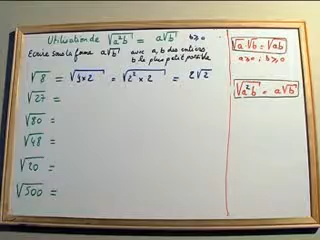 Utilisation de √a²b = a√b b≥0
Ecrire sous la forme a√b avec a, b des entiers
b le plus petit possible
√8 = √4×2 = √2²×2 = 2√2
√27 =
√80 =
√48 =
√20 =
√500 =
√a·√b = √ab
a≥0 ; b≥0
√a²b = a√b